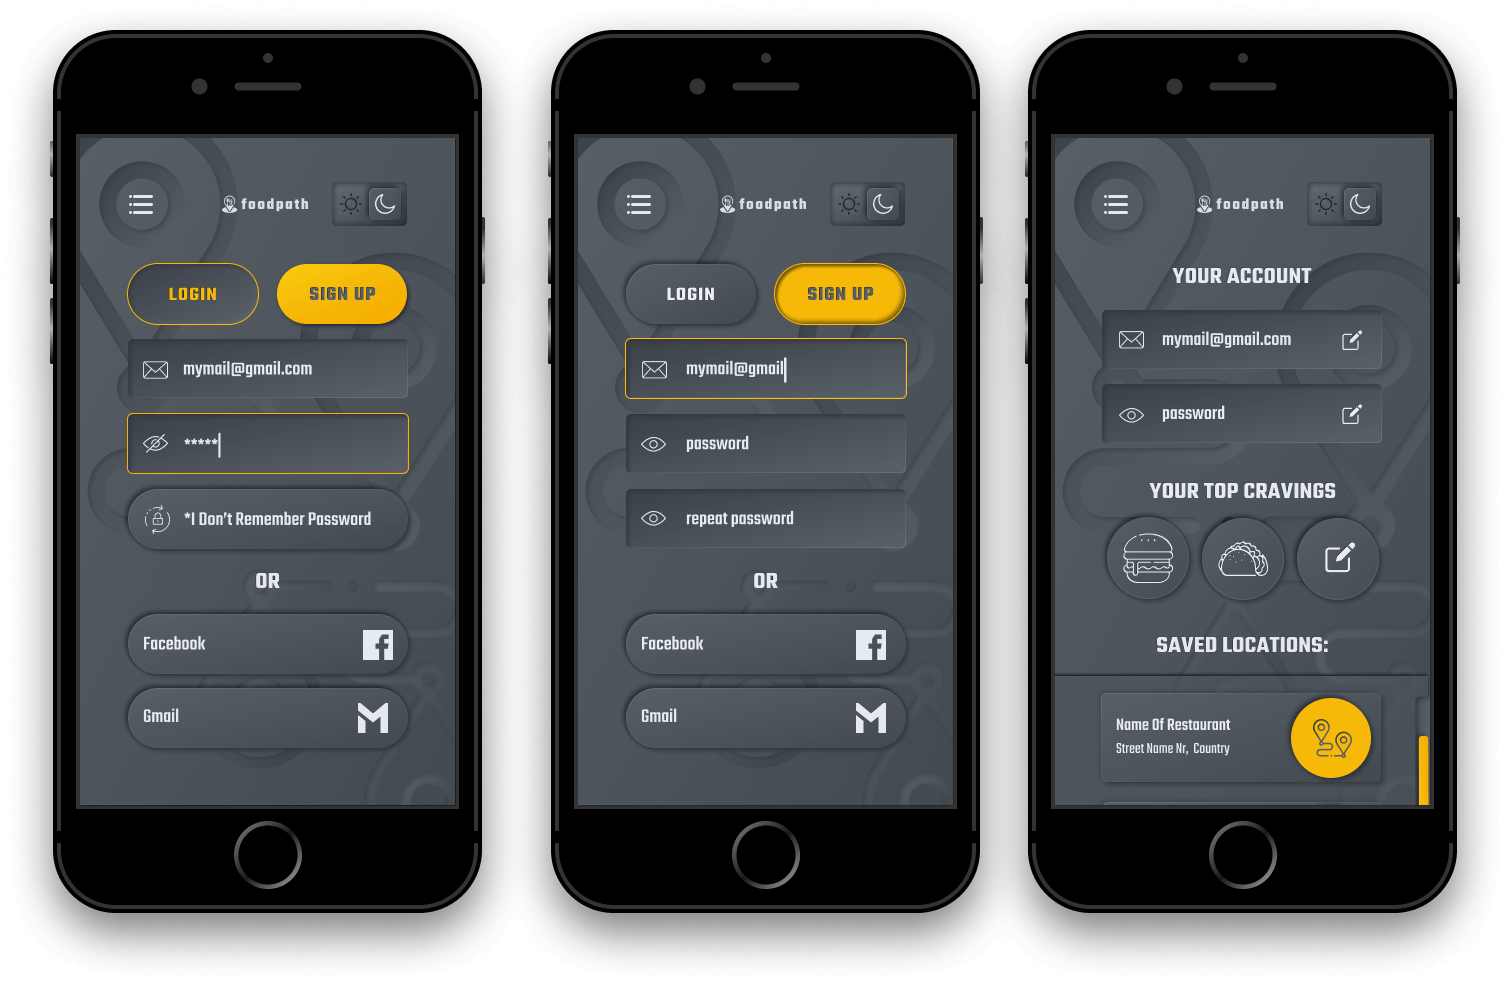 foodpath
LOGIN
SIGN UP
mymail@gmail.com
*****
*I Don't Remember Password
OR
Facebook
Gmail
foodpath
LOGIN
SIGN UP
mymail@gmail
password
repeat password
OR
Facebook
Gmail
foodpath
YOUR ACCOUNT
mymail@gmail.com
password
YOUR TOP CRAVINGS
SAVED LOCATIONS:
Name Of Restaurant
Street Name Nr, Country